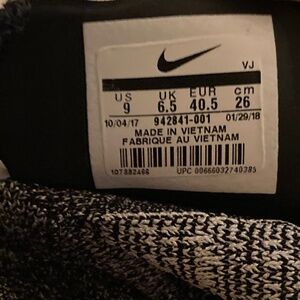 VJ
US UK EUR cm
9 6.5 40.5 26
10/04/17 942841-001 01/29/18
MADE IN VIETNAM
FABRIQUE AU VIETNAM
107882466 UPC 00666032740385